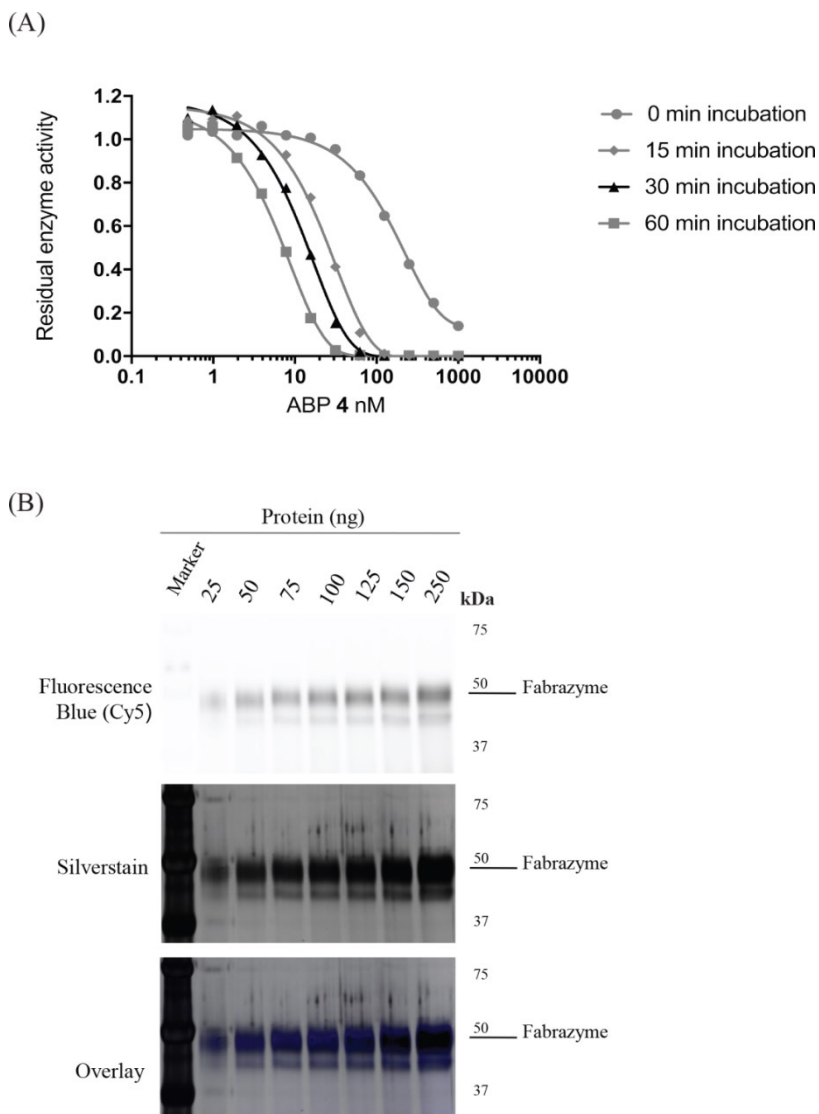 (A)
1.2
1.0
0.8
0.6
0.4
0.2
0.0
Residual enzyme activity
0.1
1
10
100
1000
10000
ABP 4 nM
0 min incubation
15 min incubation
30 min incubation
60 min incubation
(B)
Protein (ng)
Marker
25
50
75
100
125
150
250
kDa
Fluorescence
Blue (Cy5)
75
50
Fabrazyme
37
Silverstain
75
50
Fabrazyme
37
Overlay
75
50
Fabrazyme
37